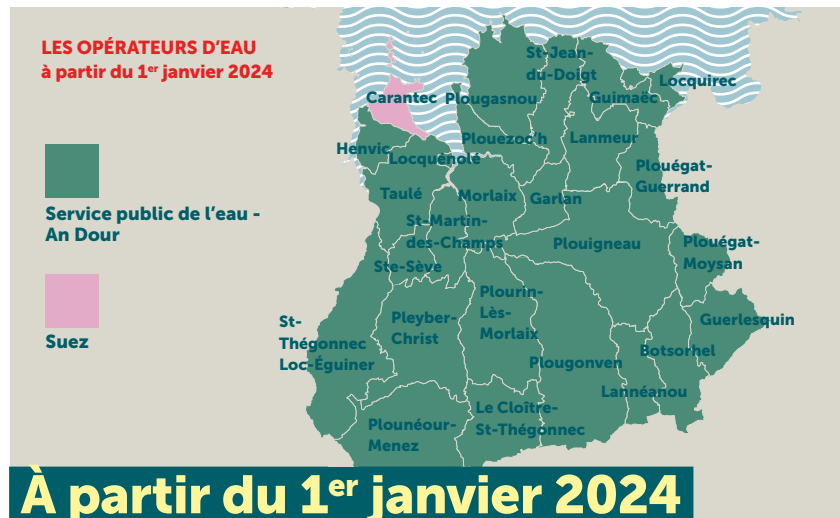 LES OPÉRATEURS D'EAU
à partir du 1er janvier 2024
Service public de l'eau -
An Dour
Suez
St-Jean-
du-Doigt
Locquirec
Carantec
Plougasnou
Guimaëc
Plouezoc'h
Lanmeur
Henvic
Locquénolé
Plouégat-
Guerrand
Taulé
Morlaix
Garlan
St-Martin-
des-Champs
Plouigneau
Plouégat-
Moysan
Ste-Sève
St-
Thégonnec
Loc-Éguiner
Pleyber-
Christ
Plourin-
Lès-
Morlaix
Guerlesquin
Plougonven
Botsorhel
Lannéanou
Plounéour-
Menez
Le Cloître-
St-Thégonnec
À partir du 1er janvier 2024